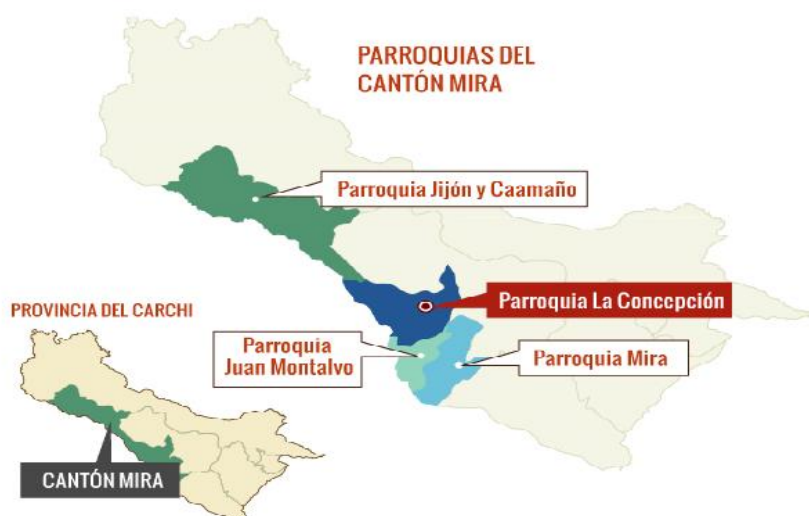 PARROQUIAS DEL
CANTÓN MIRA
Parroquia Jijón y Caamaño
Parroquia La Concepción
PROVINCIA DEL CARCHI
Parroquia
Juan Montalvo
Parroquia Mira
CANTÓN MIRA